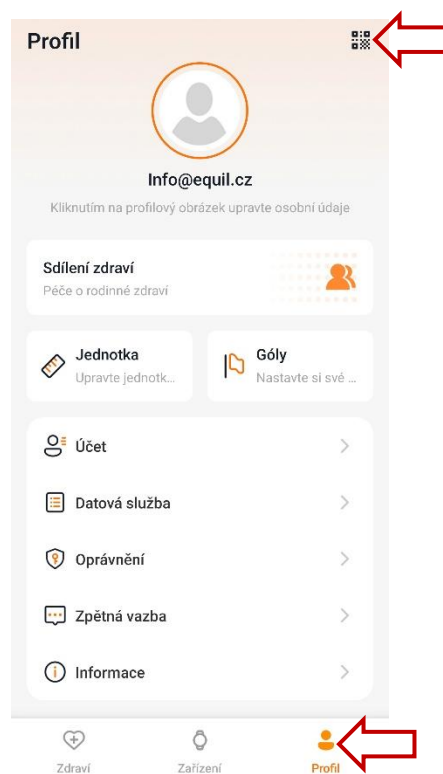 Profil
Info@equil.cz
Kliknutím na profilový obrázek upravte osobní údaje
Sdílení zdraví
Péče o rodinné zdraví
Jednotka
Upravte jednotk...
Góly
Nastavte si své ...
Účet
Datová služba
Oprávnění
Zpětná vazba
Informace
Zdraví
Zařízení
Profil